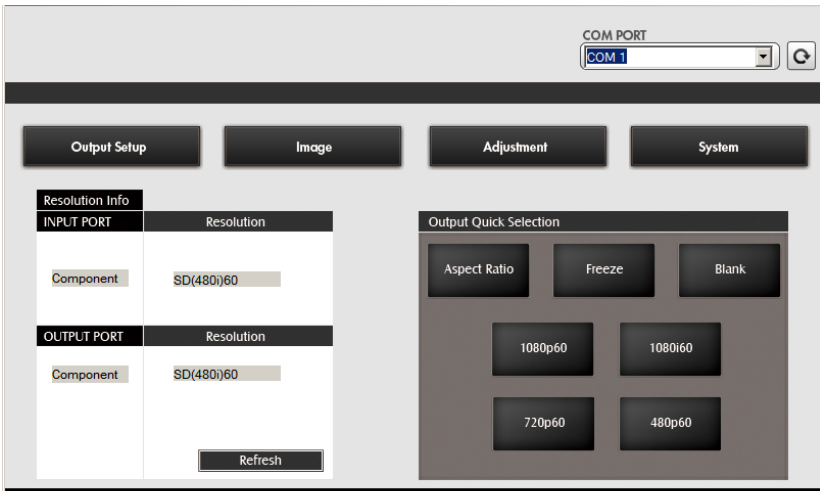 COM PORT
COM 1
Output Setup
Image
Adjustment
System
Resolution Info
INPUT PORT
Resolution
Component
SD(480i)60
OUTPUT PORT
Resolution
Component
SD(480i)60
Refresh
Output Quick Selection
Aspect Ratio
Freeze
Blank
1080p60
1080i60
720p60
480p60